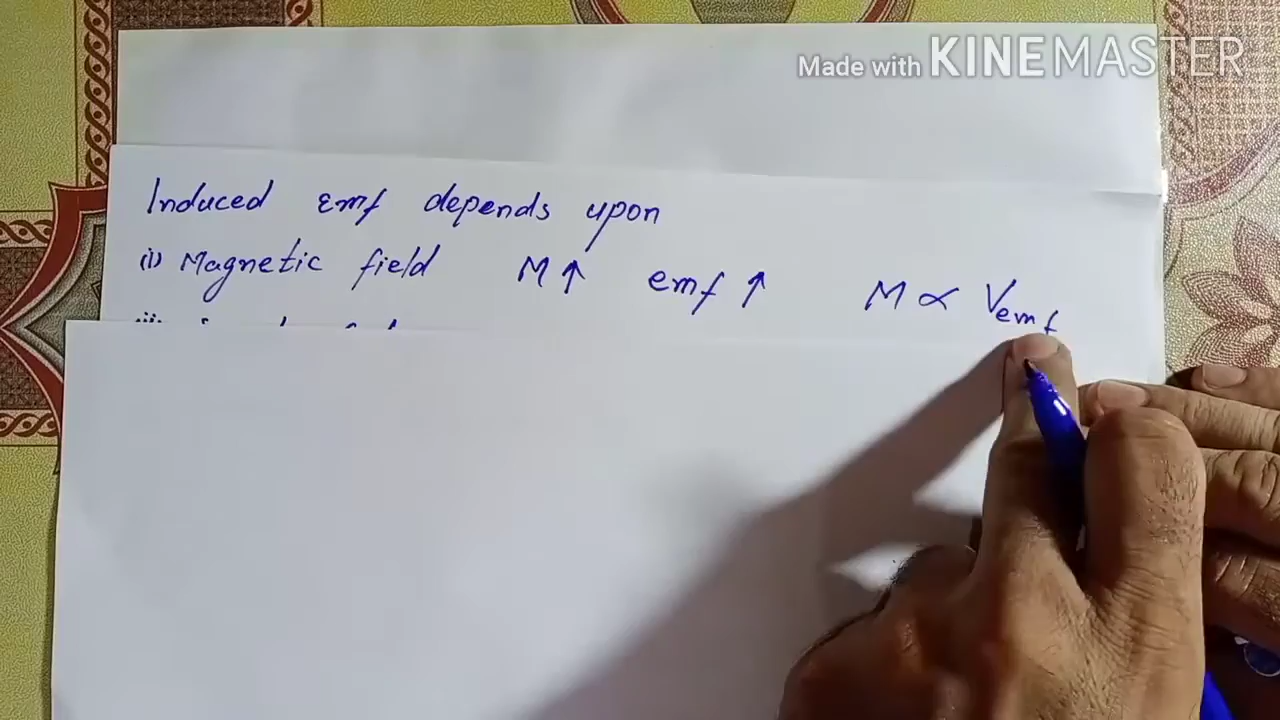 Made with KINEMASTER
Induced emf depends upon
(i) Magnetic field M↑ emf ↑ M ∝ Vemf